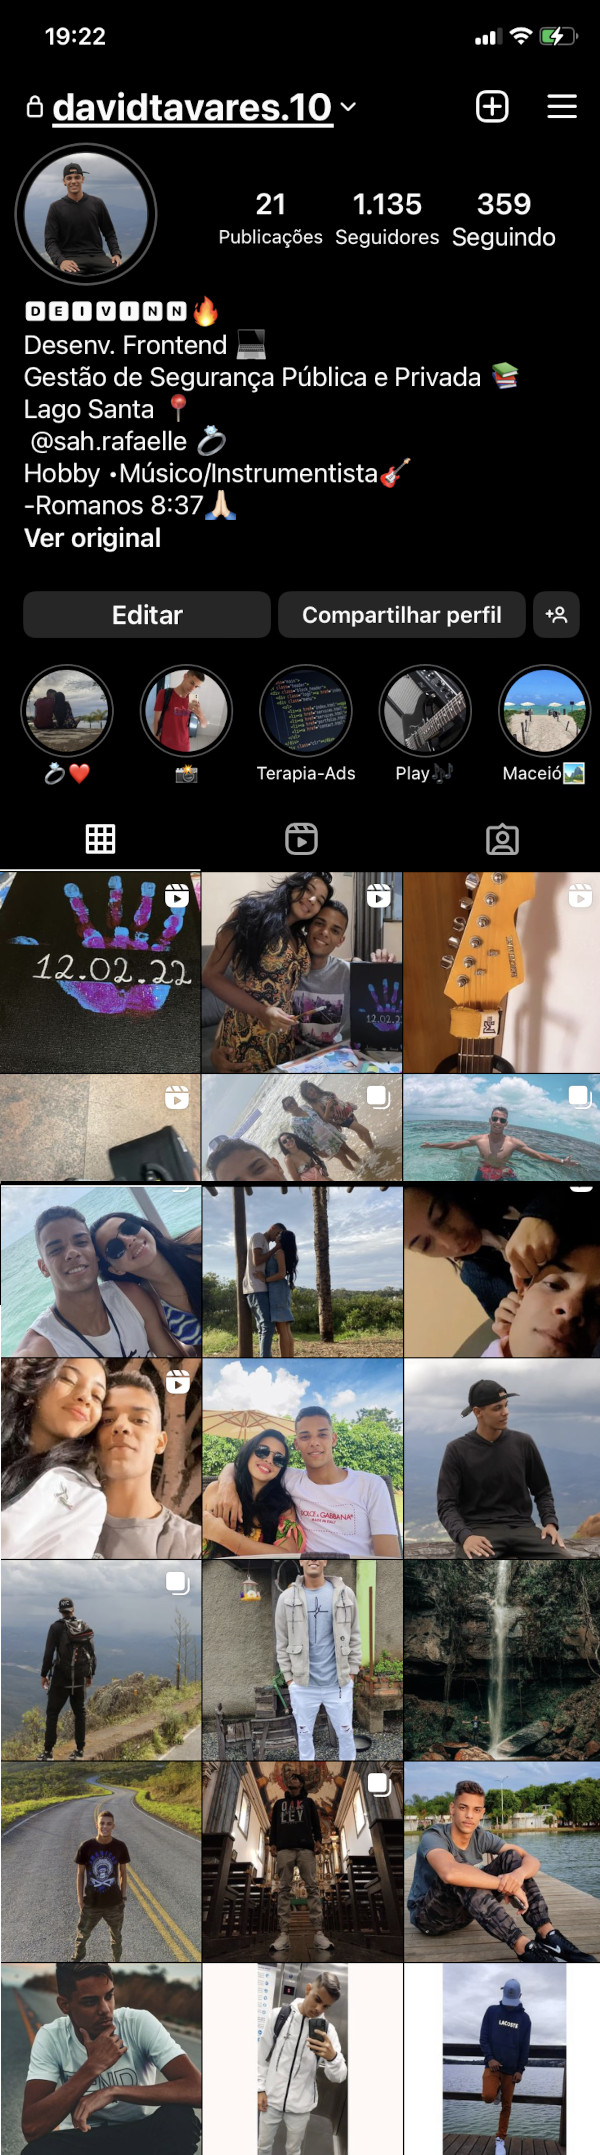 19:22
davidtavares.10
21 1.135 359
Publicações Seguidores Seguindo
DEIVINN🔥
Desenv. Frontend 💻
Gestão de Segurança Pública e Privada 📚
Lago Santa 📍
@sah.rafaelle 💍
Hobby •Músico/Instrumentista🎸
-Romanos 8:37🙏🏻
Ver original
Editar Compartilhar perfil
💍❤️ 📸 Terapia-Ads Play🎶 Maceió🏞️
12.02.22
12.02.2
DOLCE & GABBANA
OAK
LEY
LACOSTE